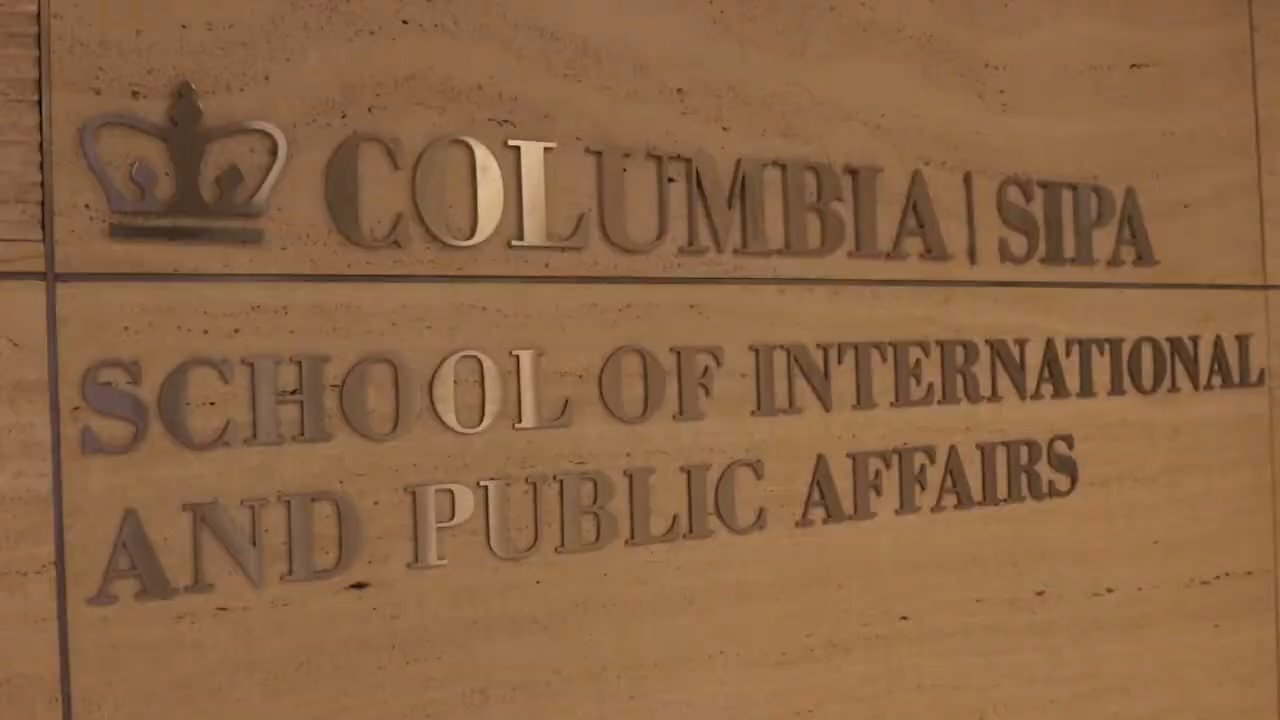 COLUMBIA | SIPA
SCHOOL OF INTERNATIONAL
AND PUBLIC AFFAIRS